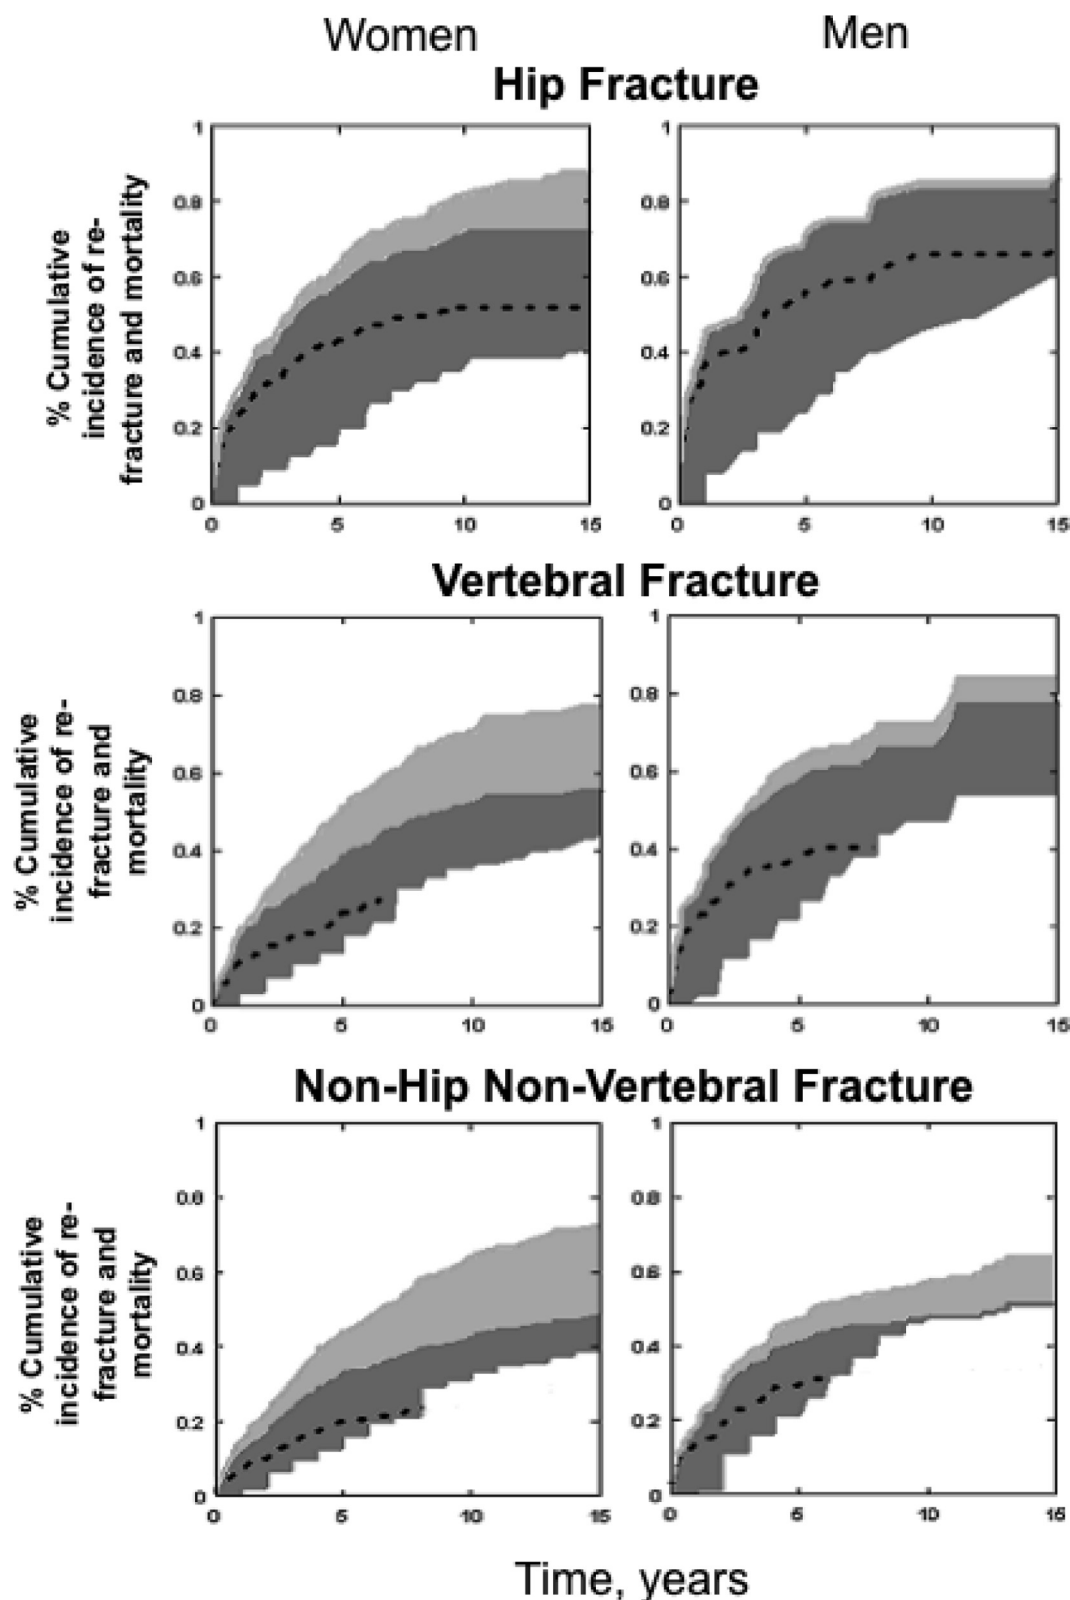 Women Men
Hip Fracture
% Cumulative
incidence of re-
fracture and mortality
1 1
0.8 0.8
0.6 0.6
0.4 0.4
0.2 0.2
0 0
0 5 10 15 0 5 10 15
Vertebral Fracture
% Cumulative
incidence of re-
fracture and
mortality
1 1
0.8 0.8
0.6 0.6
0.4 0.4
0.2 0.2
0 0
0 5 10 15 0 5 10 15
Non-Hip Non-Vertebral Fracture
% Cumulative
incidence of re-
fracture and
mortality
1 1
0.8 0.8
0.6 0.6
0.4 0.4
0.2 0.2
0 0
0 5 10 15 0 5 10 15
Time, years